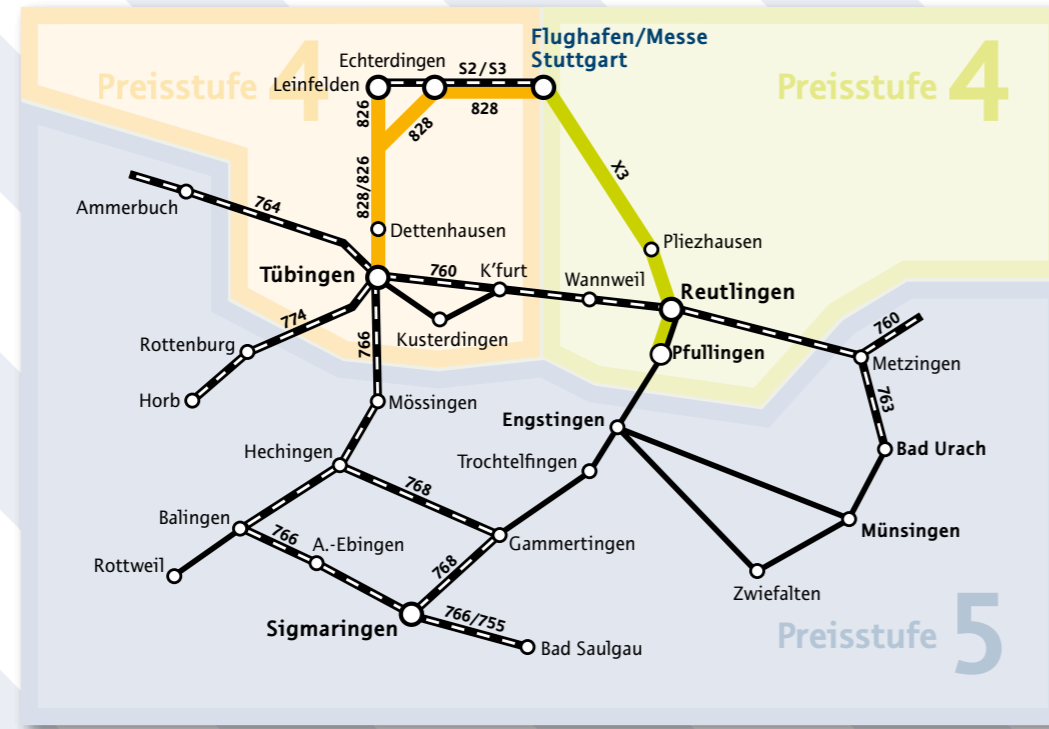 Flughafen/Messe
Stuttgart
Echterdingen
S2/S3
Leinfelden
Preisstufe 4
Preisstufe 4
826
828
828
X3
828/826
Ammerbuch
764
Dettenhausen
Pliezhausen
Tübingen
760
K'furt
Wannweil
Reutlingen
774
Kusterdingen
760
Rottenburg
766
Pfullingen
Metzingen
Horb
Mössingen
763
Engstingen
Hechingen
Trochtelfingen
Bad Urach
768
Balingen
766
A.-Ebingen
Gammertingen
Münsingen
Rottweil
768
Zwiefalten
Sigmaringen
766/755
Bad Saulgau
Preisstufe 5